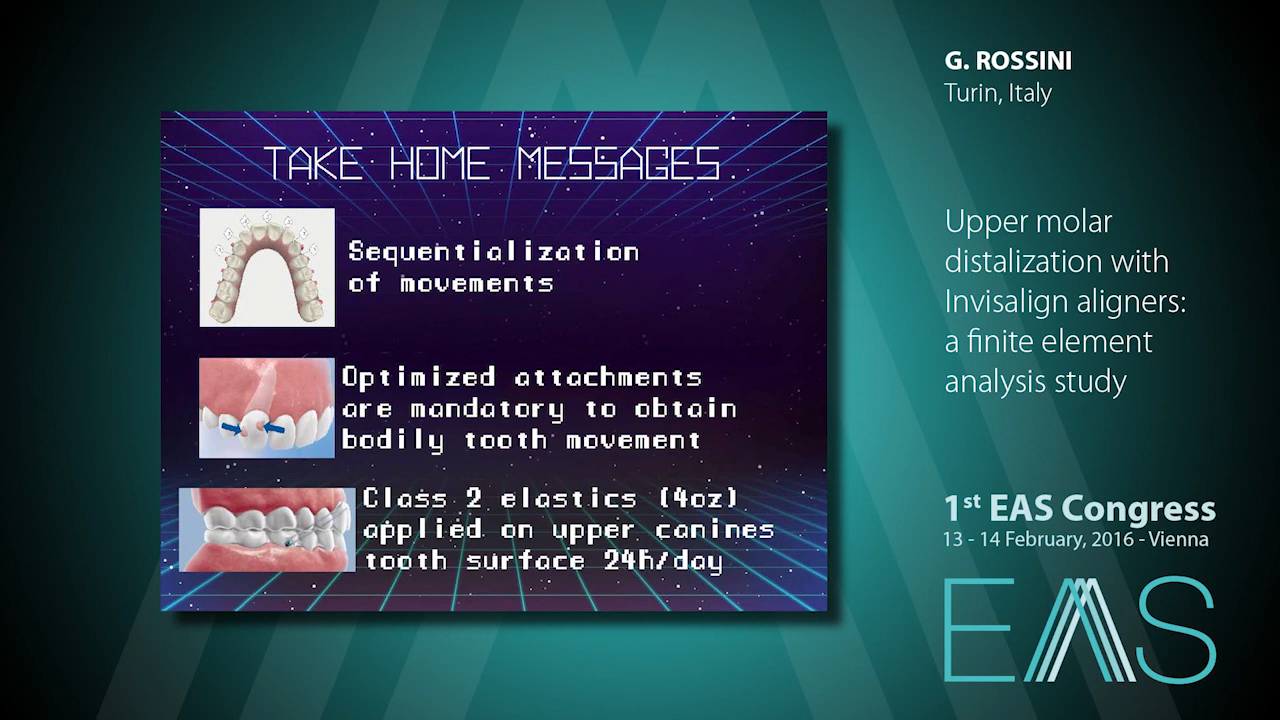 TAKE HOME MESSAGES
Sequentialization
of movements
Optimized attachments
are mandatory to obtain
bodily tooth movement
Class 2 elastics (4oz)
applied on upper canines
tooth surface 24h/day
G. ROSSINI
Turin, Italy
Upper molar
distalization with
Invisalign aligners:
a finite element
analysis study
1st EAS Congress
13 - 14 February, 2016 - Vienna
EAS